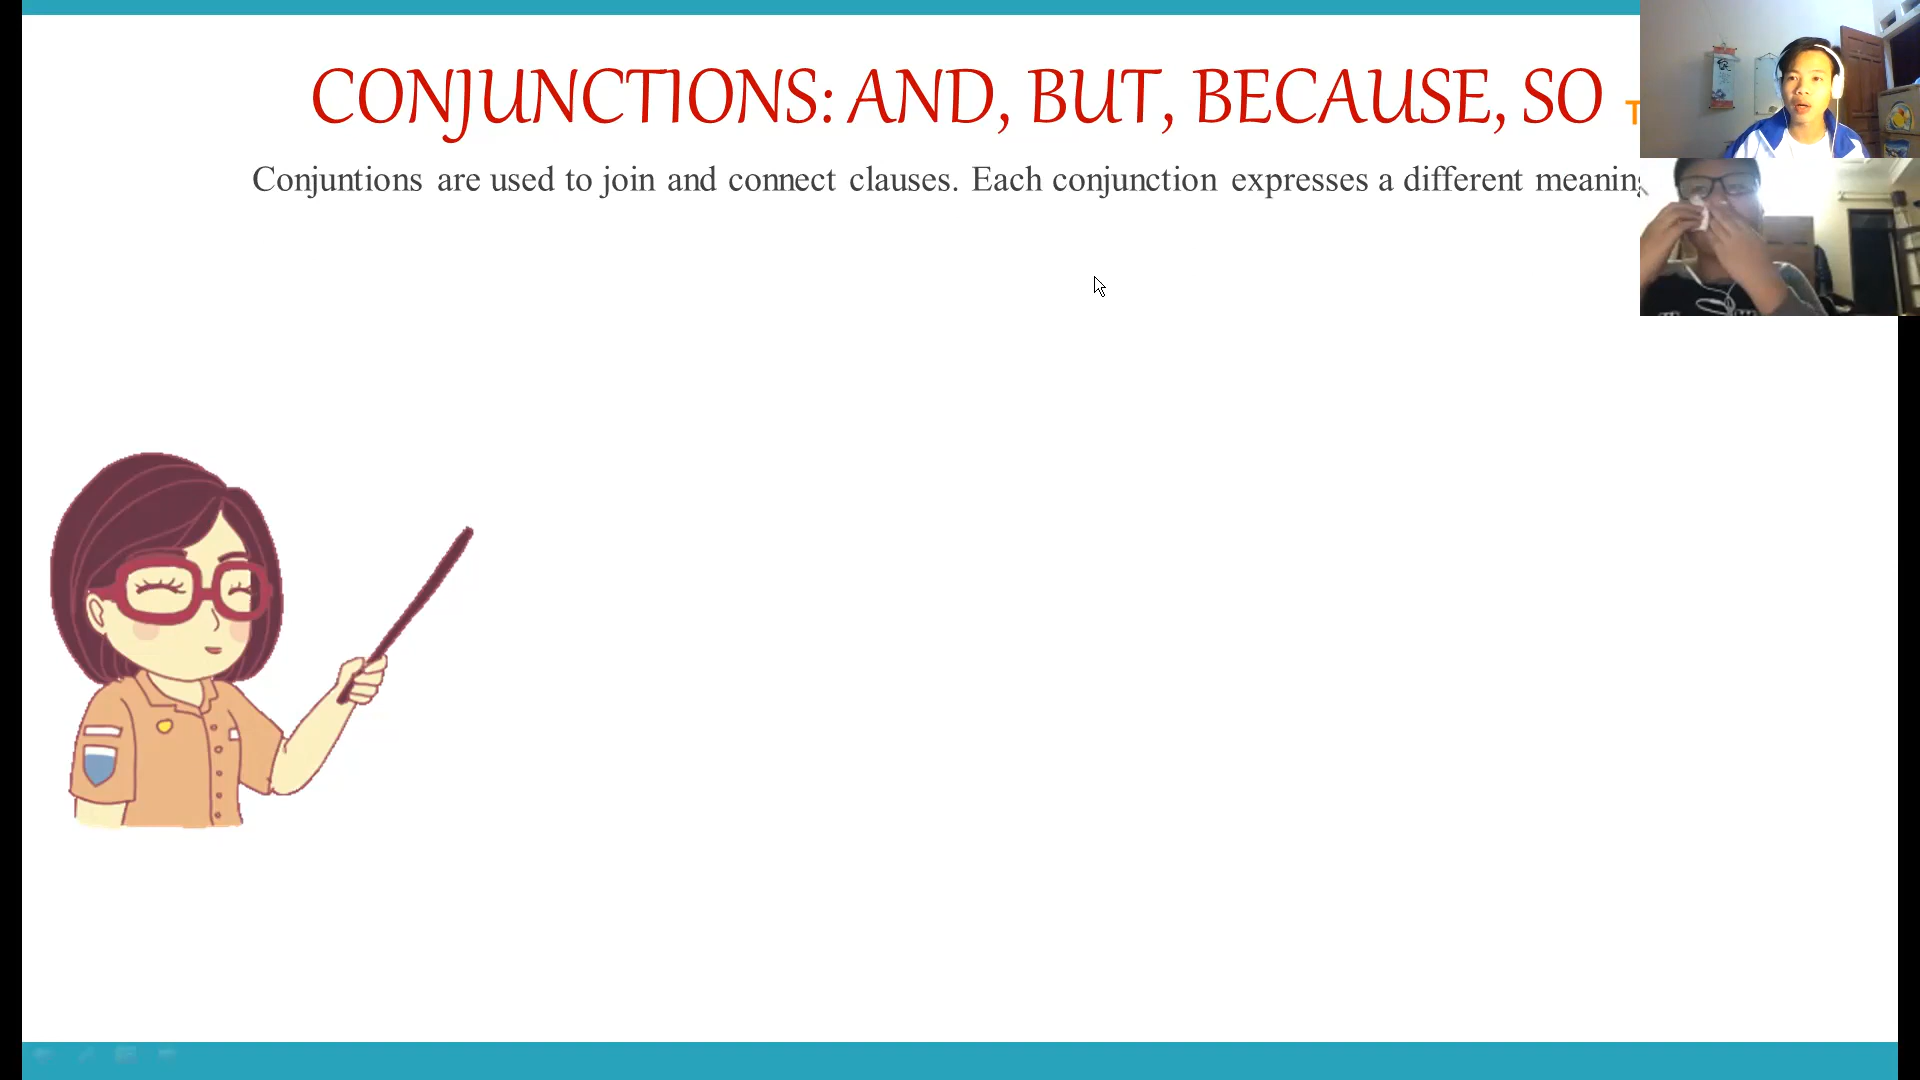 CONJUNCTIONS: AND, BUT, BECAUSE, SO
Conjuntions are used to join and connect clauses. Each conjunction expresses a different